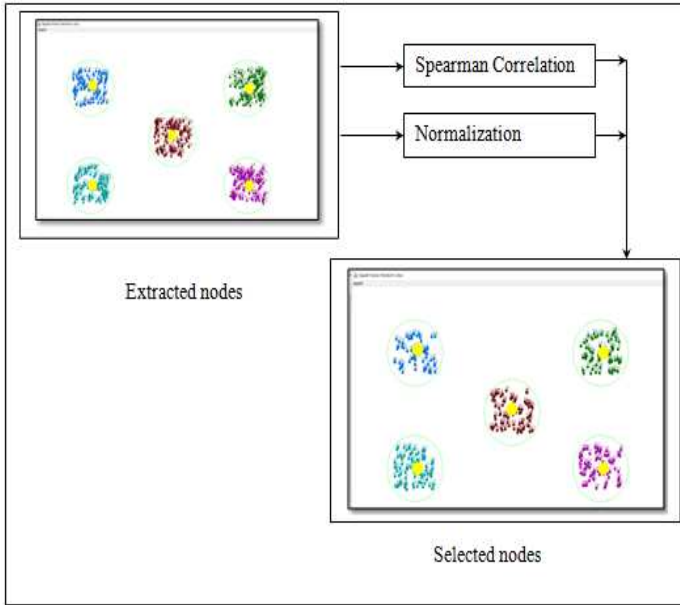 Spearman Correlation
Normalization
Extracted nodes
Selected nodes